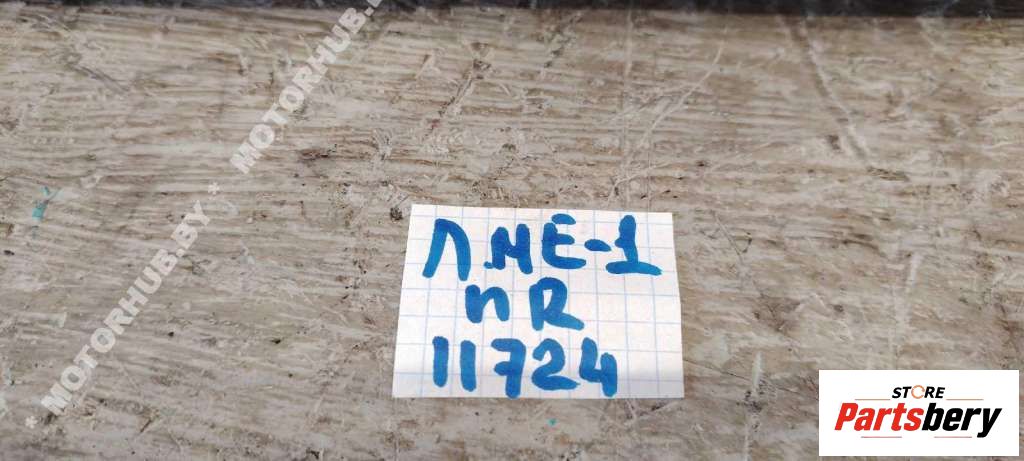 * MOTORHUB.BY * MOTORHUB.BY
Л.МЕ-1
ПR
11724
STORE
Partsbery